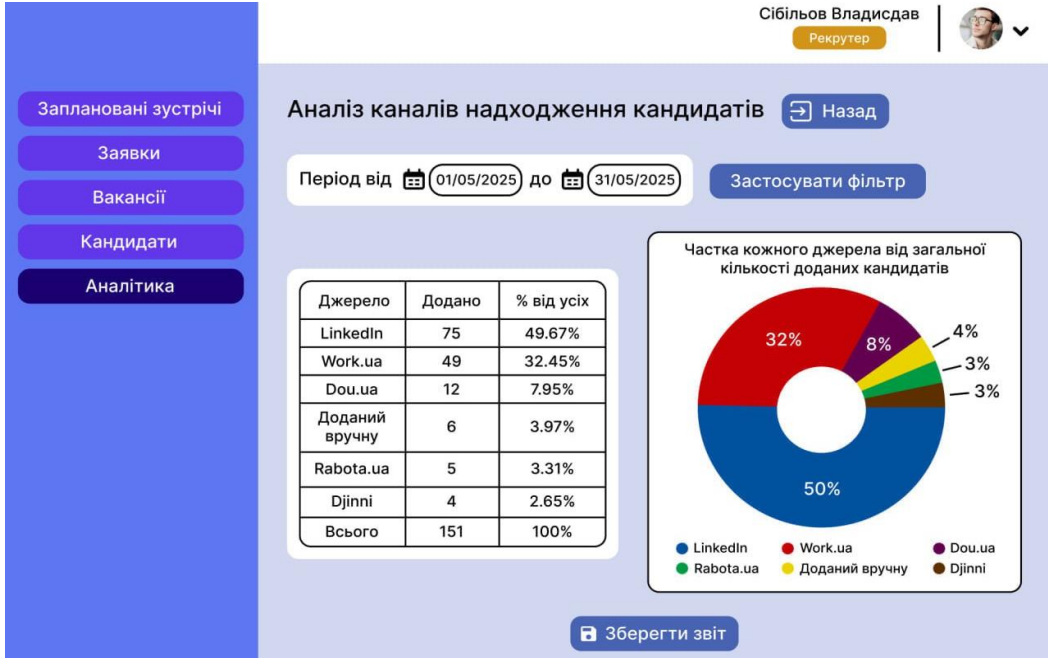 Сібільов Владисдав
Рекрутер
Заплановані зустрічі
Заявки
Вакансії
Кандидати
Аналітика
Аналіз каналів надходження кандидатів
Назад
Період від 01/05/2025 до 31/05/2025
Застосувати фільтр
Джерело Додано % від усіх
LinkedIn 75 49.67%
Work.ua 49 32.45%
Dou.ua 12 7.95%
Доданий
вручну 6 3.97%
Rabota.ua 5 3.31%
Djinni 4 2.65%
Всього 151 100%
Частка кожного джерела від загальної
кількості доданих кандидатів
32%
8%
4%
3%
3%
50%
LinkedIn Work.ua Dou.ua
Rabota.ua Доданий вручну Djinni
Зберегти звіт